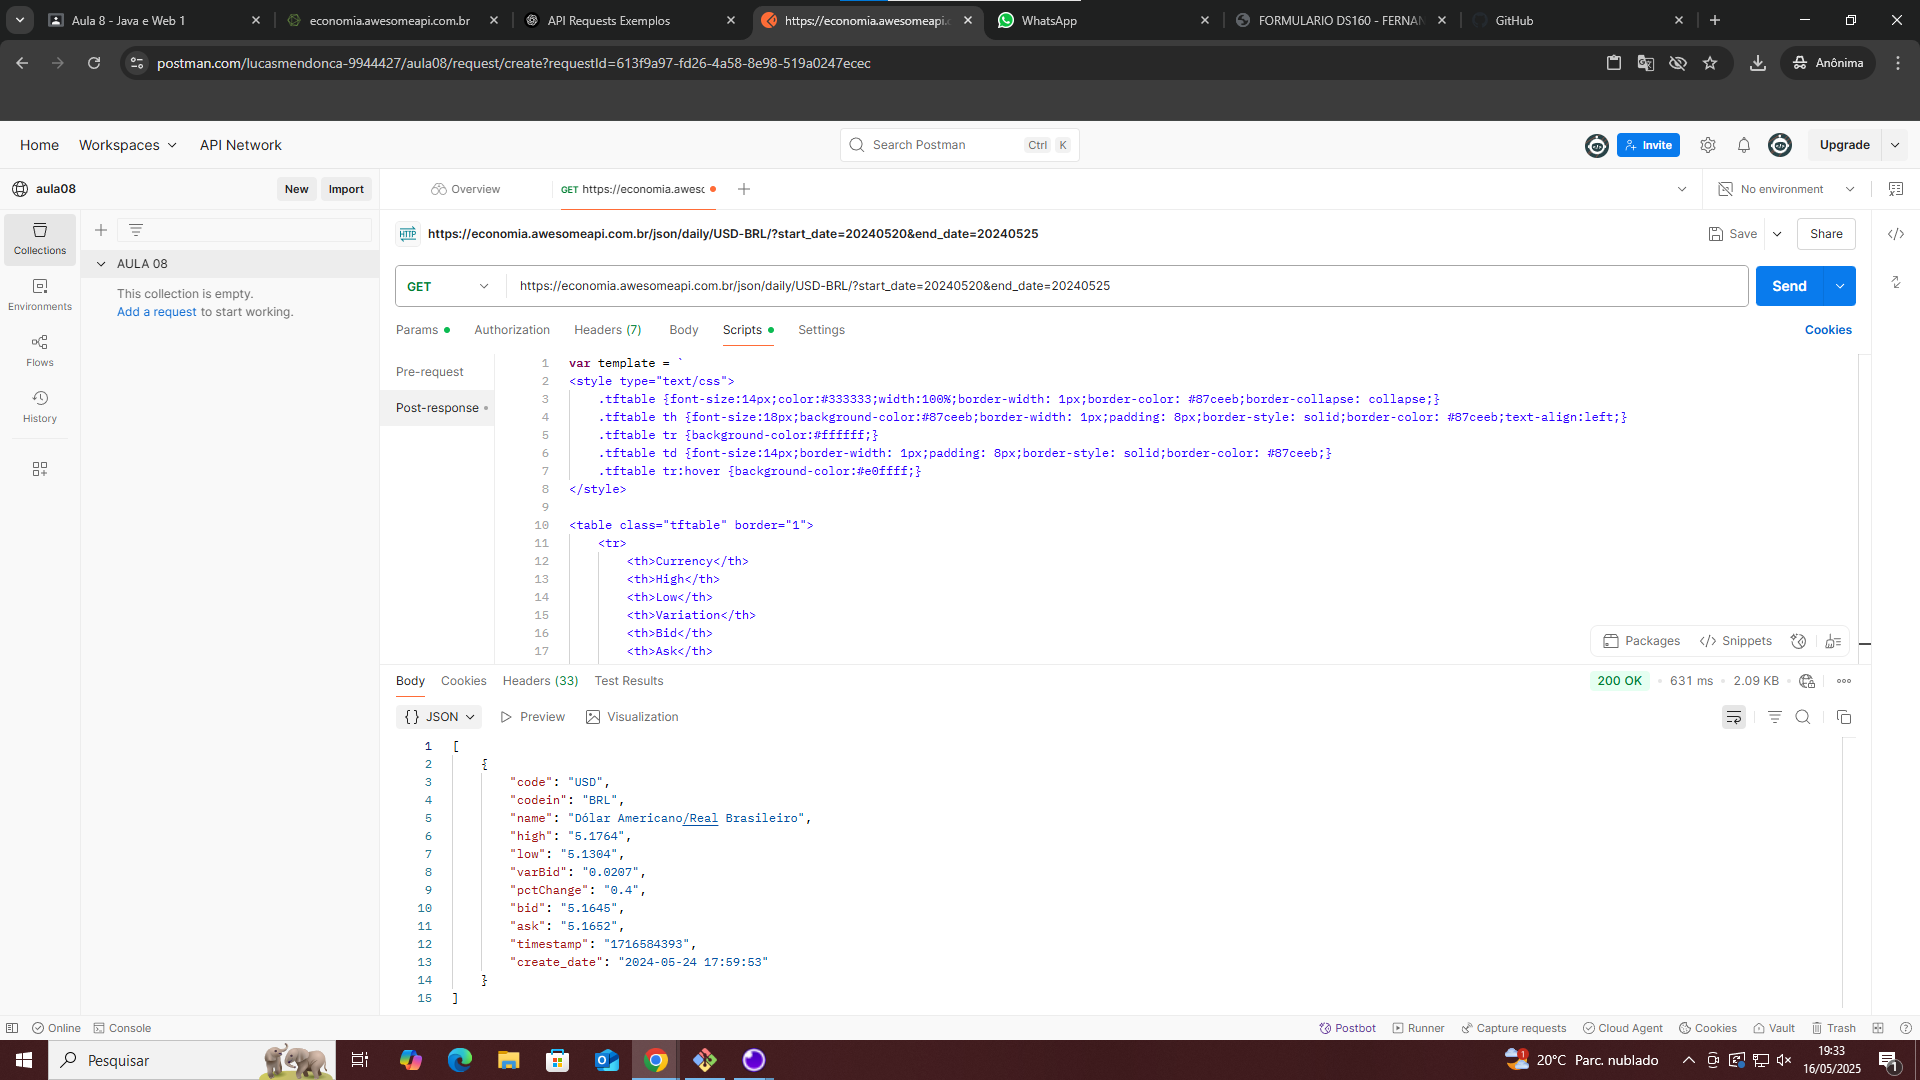 Aula 8 - Java e Web 1
economia.awesomeapi.com.br
API Requests Exemplos
https://economia.awesomeapi.c
WhatsApp
FORMULARIO DS160 - FERNAN
GitHub
postman.com/lucasmendonca-9944427/aula08/request/create?requestId=613f9a97-fd26-4a58-8e98-519a0247ecec
Anônima
Home
Workspaces
API Network
Search Postman
Ctrl
K
Invite
Upgrade
aula08
New
Import
Overview
GET https://economia.awesc
No environment
Collections
Environments
Flows
History
AULA 08
This collection is empty.
Add a request to start working.
HTTP
https://economia.awesomeapi.com.br/json/daily/USD-BRL/?start_date=20240520&end_date=20240525
Save
Share
GET
https://economia.awesomeapi.com.br/json/daily/USD-BRL/?start_date=20240520&end_date=20240525
Send
Params
Authorization
Headers (7)
Body
Scripts
Settings
Cookies
Pre-request
Post-response
1 var template = `
2 <style type="text/css">
3 .tftable {font-size:14px;color:#333333;width:100%;border-width: 1px;border-color: #87ceeb;border-collapse: collapse;}
4 .tftable th {font-size:18px;background-color:#87ceeb;border-width: 1px;padding: 8px;border-style: solid;border-color: #87ceeb;text-align:left;}
5 .tftable tr {background-color:#ffffff;}
6 .tftable td {font-size:14px;border-width: 1px;padding: 8px;border-style: solid;border-color: #87ceeb;}
7 .tftable tr:hover {background-color:#e0ffff;}
8 </style>
9
10 <table class="tftable" border="1">
11 <tr>
12 <th>Currency</th>
13 <th>High</th>
14 <th>Low</th>
15 <th>Variation</th>
16 <th>Bid</th>
17 <th>Ask</th>
Packages
Snippets
Body
Cookies
Headers (33)
Test Results
200 OK
631 ms
2.09 KB
{} JSON
Preview
Visualization
1 [
2 {
3 "code": "USD",
4 "codein": "BRL",
5 "name": "Dólar Americano/Real Brasileiro",
6 "high": "5.1764",
7 "low": "5.1304",
8 "varBid": "0.0207",
9 "pctChange": "0.4",
10 "bid": "5.1645",
11 "ask": "5.1652",
12 "timestamp": "1716584393",
13 "create_date": "2024-05-24 17:59:53"
14 }
15 ]
Online
Console
Postbot
Runner
Capture requests
Cloud Agent
Cookies
Vault
Trash
Pesquisar
1
20°C Parc. nublado
19:33
16/05/2025
1